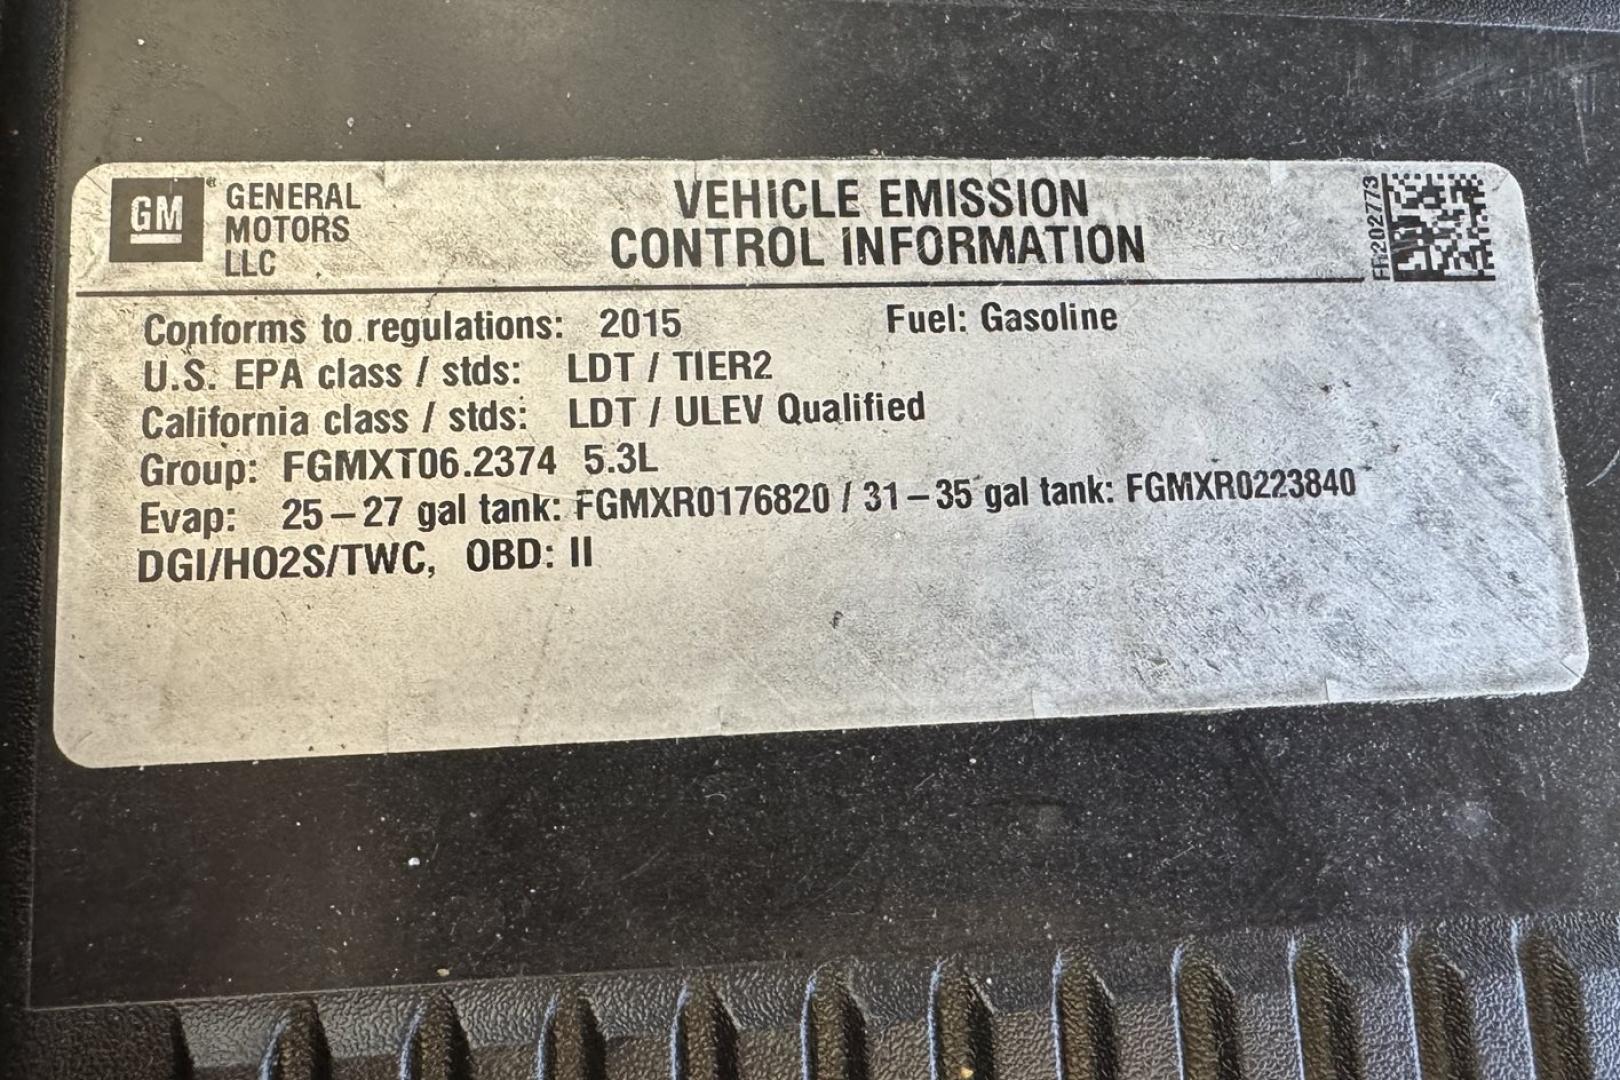 GM® GENERAL
MOTORS
LLC
VEHICLE EMISSION
CONTROL INFORMATION
FF202773
Conforms to regulations: 2015 Fuel: Gasoline
U.S. EPA class / stds: LDT / TIER2
California class / stds: LDT / ULEV Qualified
Group: FGMXT06.2374 5.3L
Evap: 25–27 gal tank: FGMXR0176820 / 31–35 gal tank: FGMXR0223840
DGI/HO2S/TWC, OBD: II